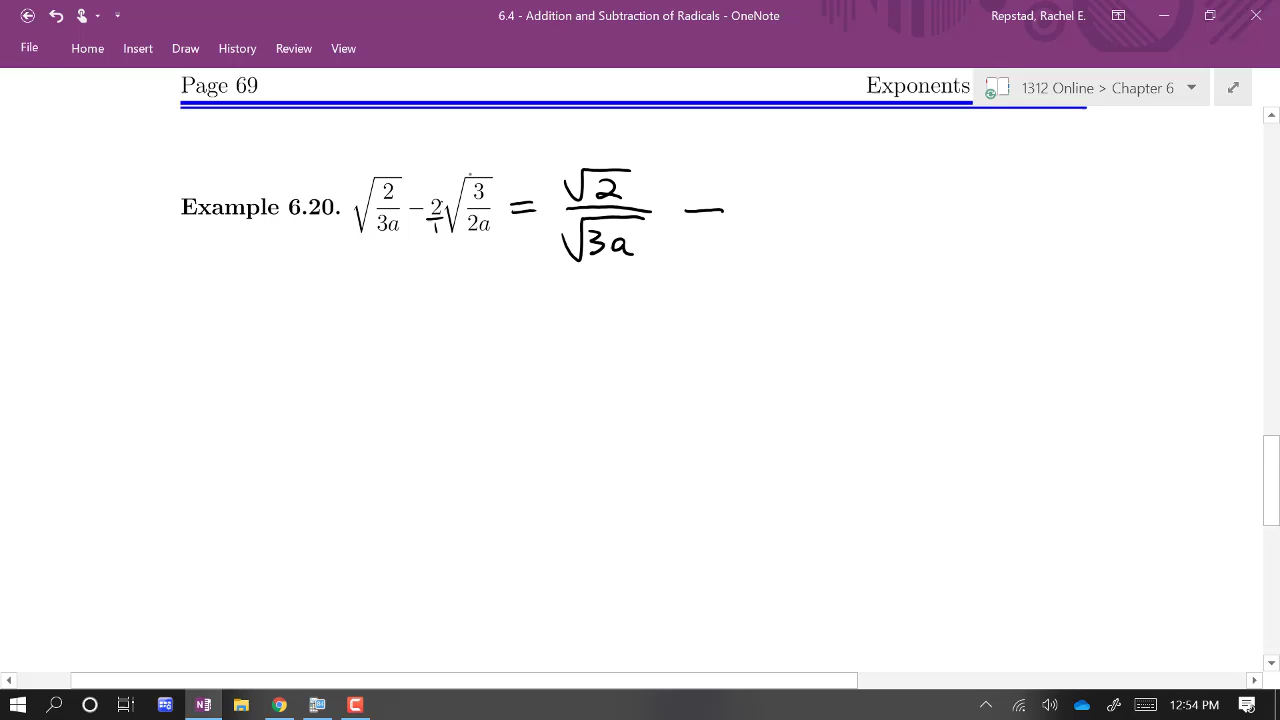 6.4 - Addition and Subtraction of Radicals - OneNote
Repstad, Rachel E.
File Home Insert Draw History Review View
Page 69 Exponents
1312 Online > Chapter 6
Example 6.20. √(2/3a) − 2/1 √(3/2a) = √2/√3a −
12:54 PM